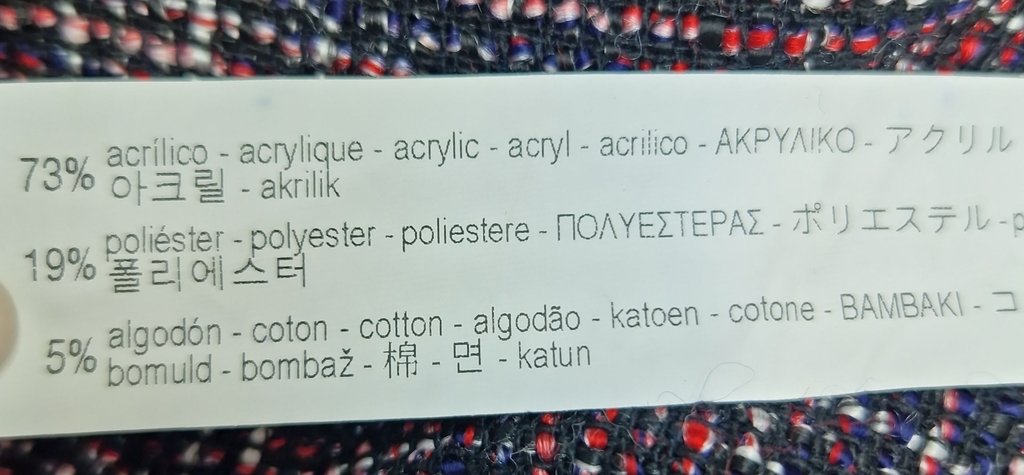 73% acrílico - acrylique - acrylic - acryl - acrilico - ΑΚΡΥΛΙΚΟ - アクリル
아크릴 - akrilik
19% poliéster - polyester - poliestere - ΠΟΛΥΕΣΤΕΡΑΣ - ポリエステル -
폴리에스터
5% algodón - coton - cotton - algodão - katoen - cotone - ΒΑΜΒΑΚΙ - コ
bomuld - bombaž - 棉 - 면 - katun